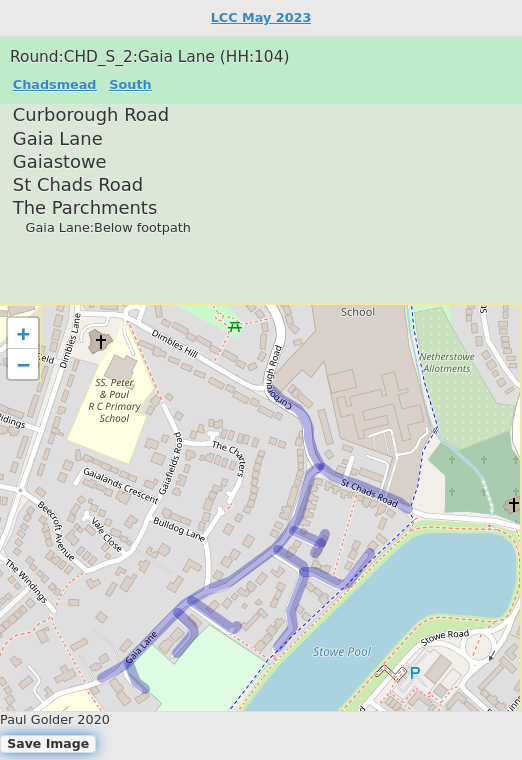 LCC May 2023
Round:CHD_S_2:Gaia Lane (HH:104)
Chadsmead South
Curborough Road
Gaia Lane
Gaiastowe
St Chads Road
The Parchments
Gaia Lane:Below footpath
School
+
−
Dimbles Lane
Dimbles Hill
Curborough Road
Netherstowe
Allotments
SS. Peter
& Paul
R C Primary
School
Gaiafields Road
The Charters
Gaialands Crescent
St Chads Road
Beecroft Avenue
Vale Close
Bulldog Lane
The Windings
Gaia Lane
Stowe Pool
Stowe Road
P
Paul Golder 2020
Save Image